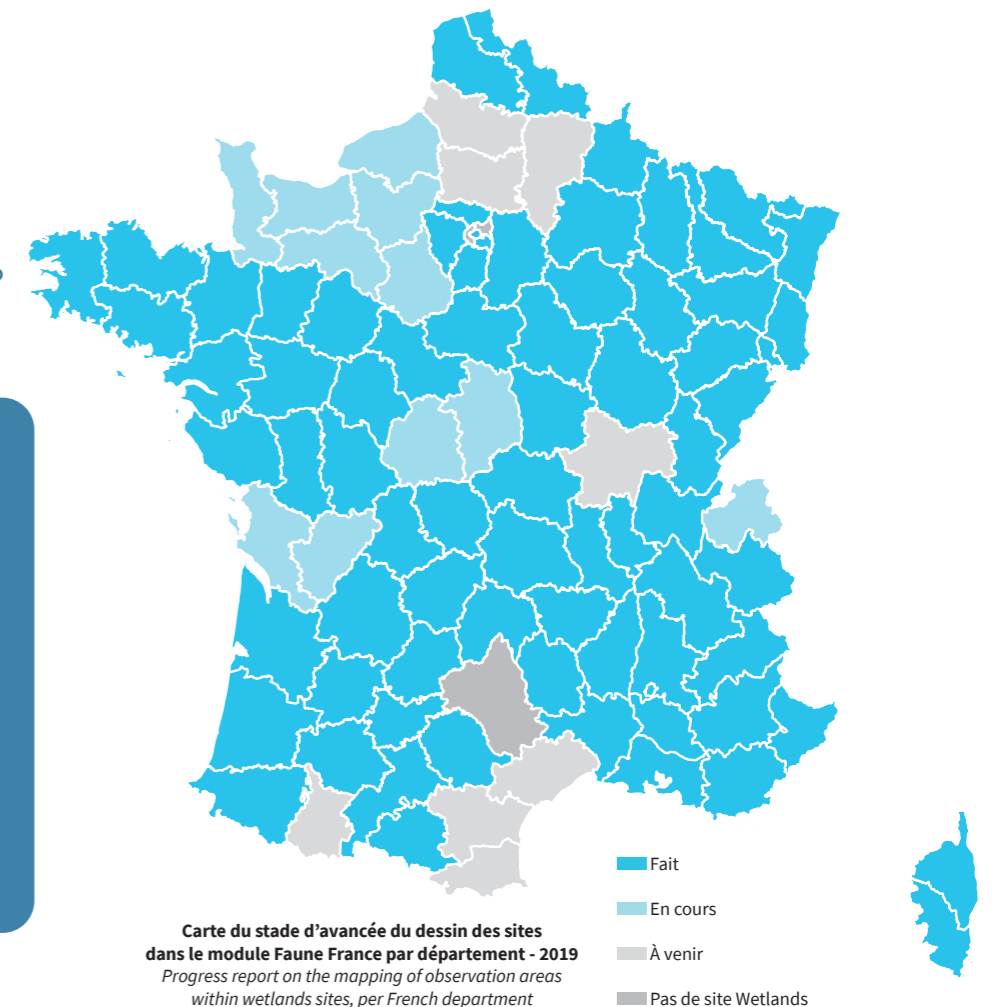 Fait
En cours
À venir
Pas de site Wetlands
Carte du stade d’avancée du dessin des sites
dans le module Faune France par département - 2019
Progress report on the mapping of observation areas
within wetlands sites, per French department